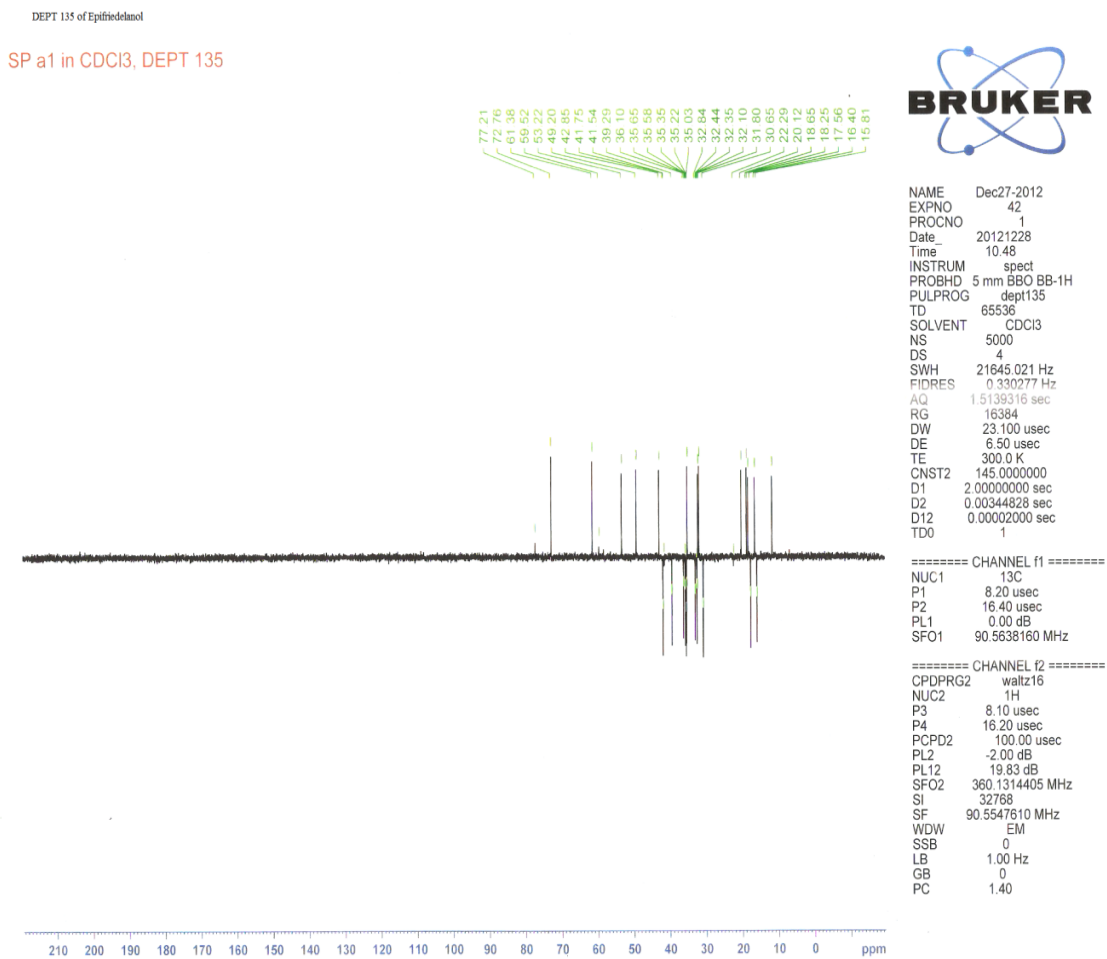 DEPT 135 of Epifriedelanol
SP a1 in CDCl3, DEPT 135
77.21
72.76
61.38
59.52
53.22
49.20
42.85
41.75
41.54
39.29
36.10
35.65
35.58
35.35
35.22
35.03
32.84
32.44
32.35
32.10
31.80
30.65
22.29
20.12
18.65
18.25
17.56
16.40
15.81
BRUKER
NAME Dec27-2012
EXPNO 42
PROCNO 1
Date_ 20121228
Time 10.48
INSTRUM spect
PROBHD 5 mm BBO BB-1H
PULPROG dept135
TD 65536
SOLVENT CDCl3
NS 5000
DS 4
SWH 21645.021 Hz
FIDRES 0.330277 Hz
AQ 1.5139316 sec
RG 16384
DW 23.100 usec
DE 6.50 usec
TE 300.0 K
CNST2 145.0000000
D1 2.00000000 sec
D2 0.00344828 sec
D12 0.00002000 sec
TD0 1
======== CHANNEL f1 ========
NUC1 13C
P1 8.20 usec
P2 16.40 usec
PL1 0.00 dB
SFO1 90.5638160 MHz
======== CHANNEL f2 ========
CPDPRG2 waltz16
NUC2 1H
P3 8.10 usec
P4 16.20 usec
PCPD2 100.00 usec
PL2 -2.00 dB
PL12 19.83 dB
SFO2 360.1314405 MHz
SI 32768
SF 90.5547610 MHz
WDW EM
SSB 0
LB 1.00 Hz
GB 0
PC 1.40
210 200 190 180 170 160 150 140 130 120 110 100 90 80 70 60 50 40 30 20 10 0 ppm